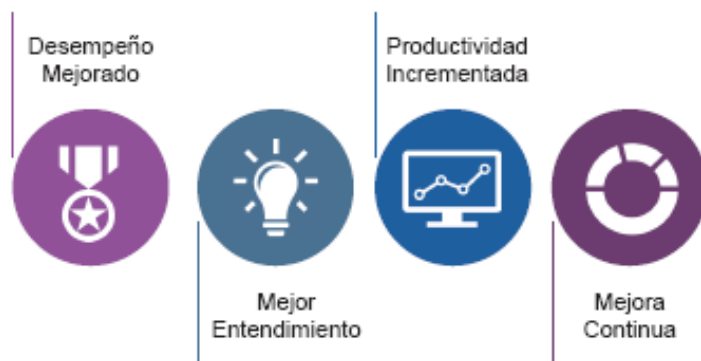 Desempeño
Mejorado
Mejor
Entendimiento
Productividad
Incrementada
Mejora
Continua